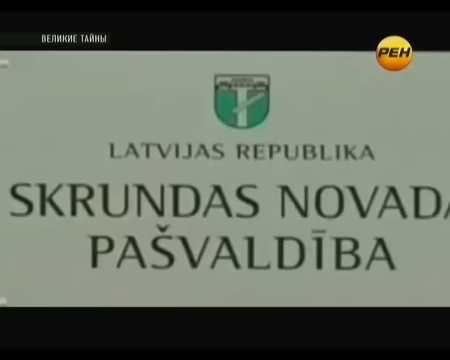 ВЕЛИКИЕ ТАЙНЫ
РЕН
LATVIJAS REPUBLIKA
SKRUNDAS NOVADA
PAŠVALDĪBA